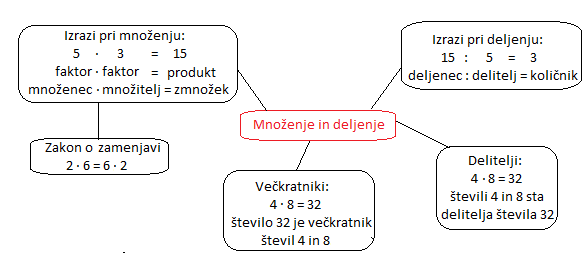 Izrazi pri množenju:
5 · 3 = 15
faktor · faktor = produkt
množenec · množitelj = zmnožek
Izrazi pri deljenju:
15 : 5 = 3
deljenec : delitelj = količnik
Množenje in deljenje
Zakon o zamenjavi
2 · 6 = 6 · 2
Večkratniki:
4 · 8 = 32
število 32 je večkratnik
števil 4 in 8
Delitelji:
4 · 8 = 32
števili 4 in 8 sta
delitelja števila 32